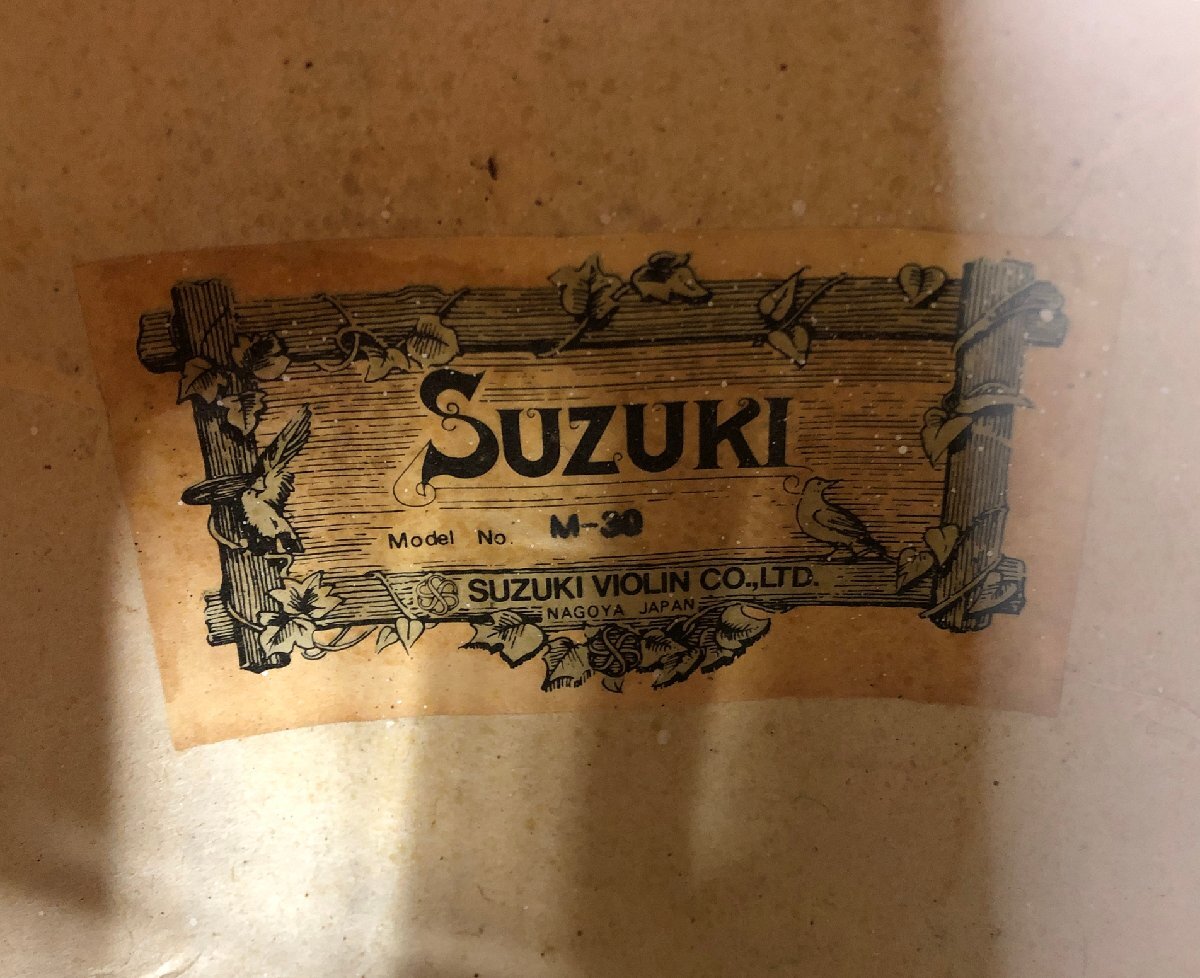 SUZUKI
Model No. M-30
SUZUKI VIOLIN CO.,LTD.
NAGOYA JAPAN